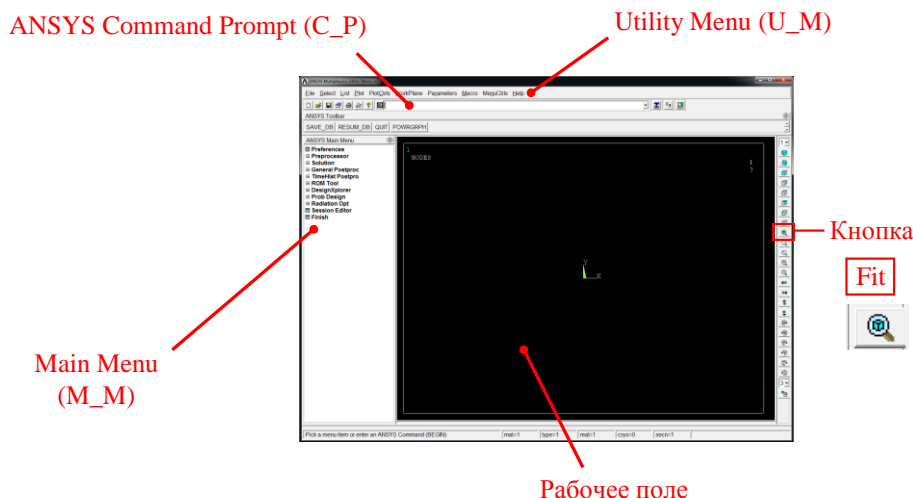 ANSYS Command Prompt (C_P)
Utility Menu (U_M)
File Select List Plot PlotCtrls WorkPlane Parameters Macro MenuCtrls Help
ANSYS Toolbar
SAVE_DB RESUM_DB QUIT POWRGRPH
ANSYS Main Menu
Preferences
Preprocessor
Solution
General Postproc
TimeHist Postpro
ROM Tool
DesignXplorer
Prob Design
Radiation Opt
Session Editor
Finish
1
NODES
Y
X
Кнопка
Fit
Main Menu
(M_M)
Pick a menu item or enter an ANSYS Command (BEGIN)
mat=1
type=1
real=1
csys=0
secn=1
Рабочее поле